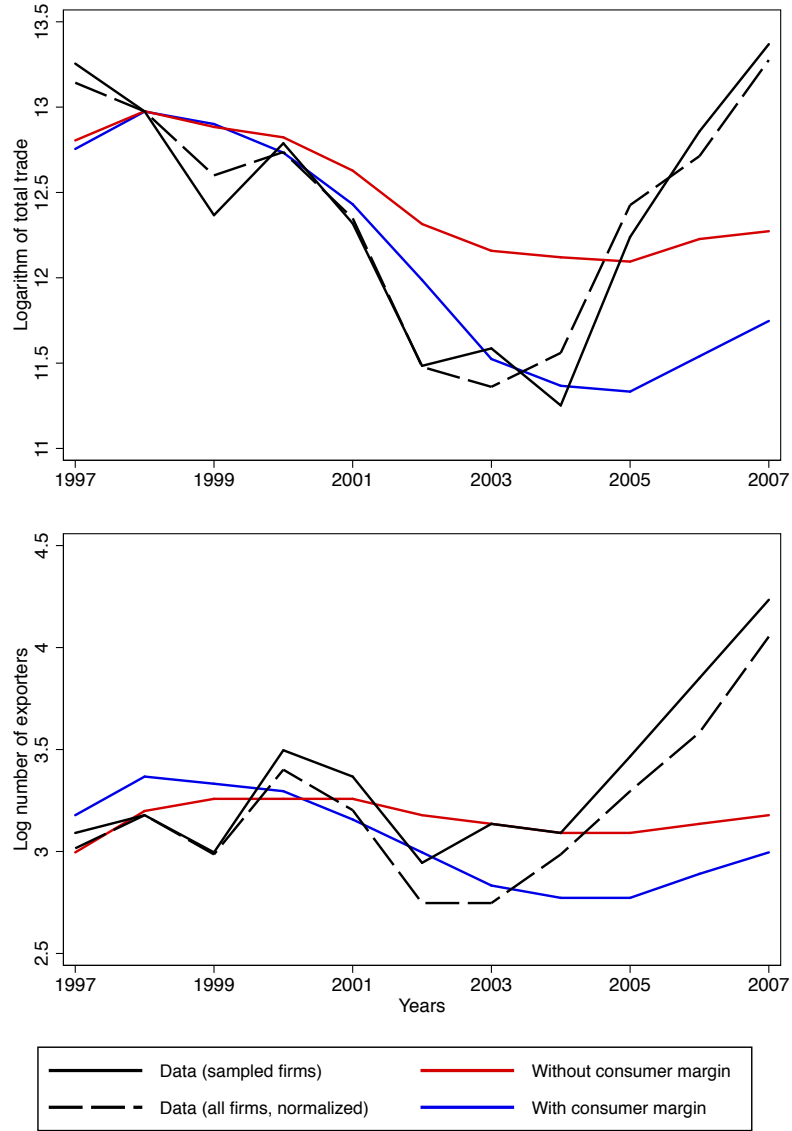 Logarithm of total trade
13.5
13
12.5
12
11.5
11
1997 1999 2001 2003 2005 2007
Log number of exporters
4.5
4
3.5
3
2.5
1997 1999 2001 2003 2005 2007
Years
Data (sampled firms) Without consumer margin
Data (all firms, normalized) With consumer margin